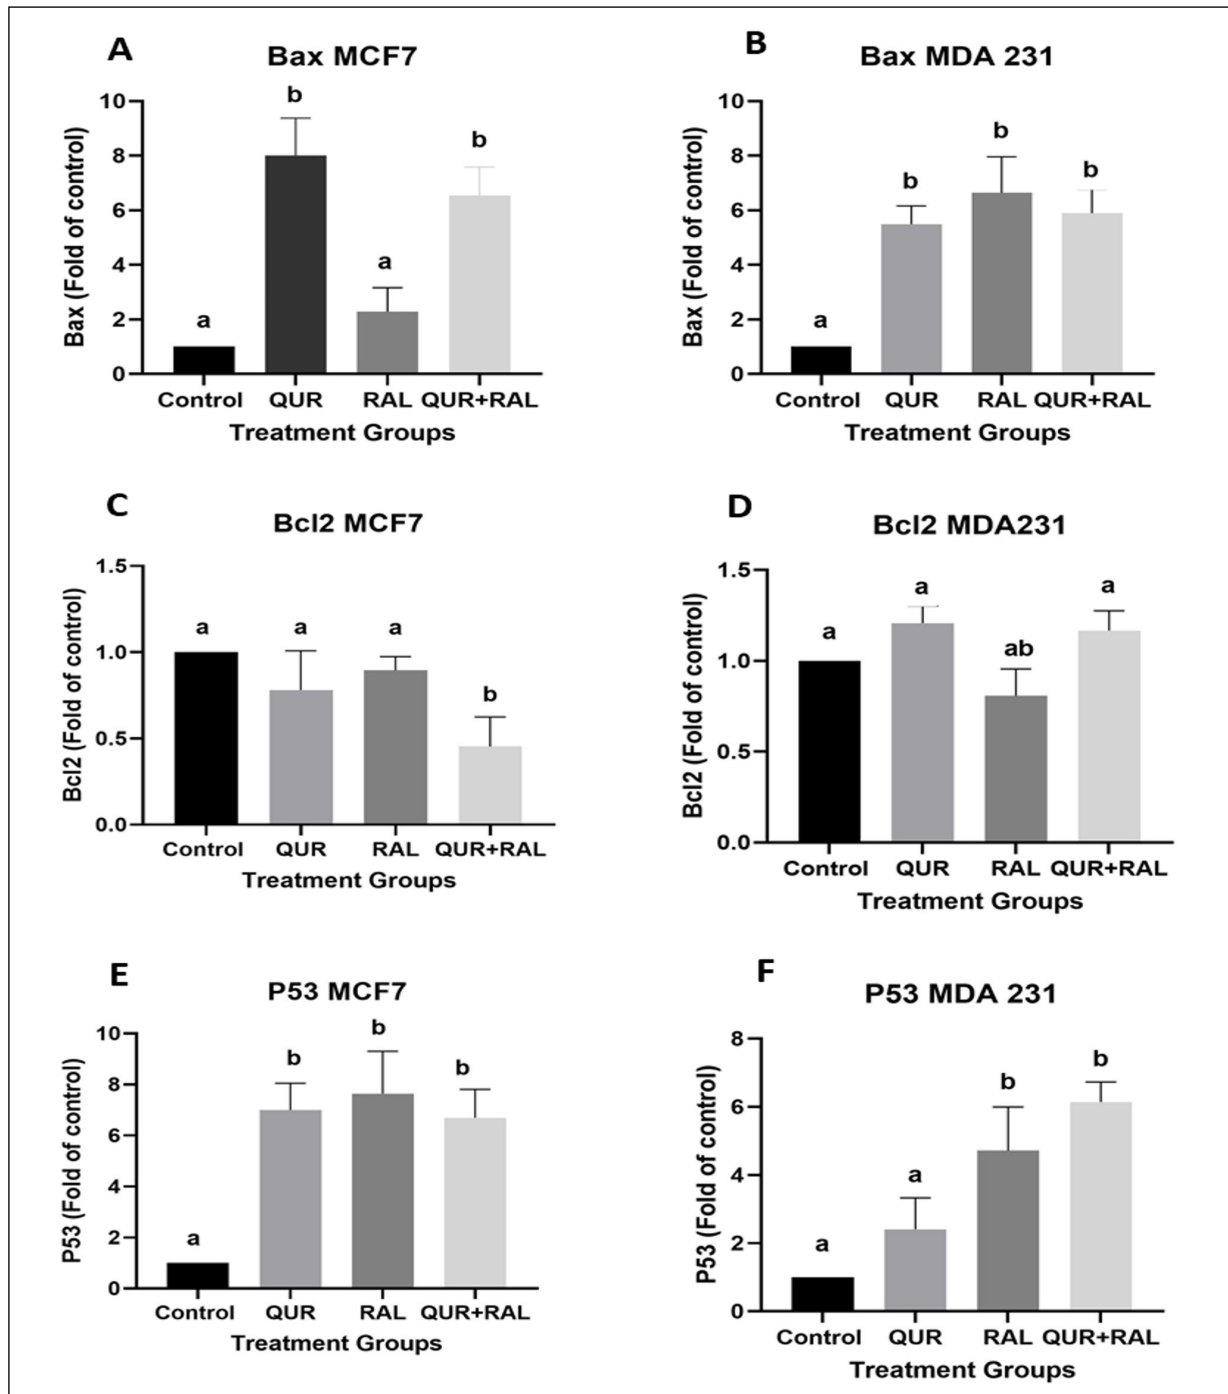 A
Bax MCF7
Bax (Fold of control)
10
8
6
4
2
0
a
b
a
b
Control QUR RAL QUR+RAL
Treatment Groups
B
Bax MDA 231
Bax (Fold of control)
10
8
6
4
2
0
a
b
b
b
Control QUR RAL QUR+RAL
Treatment Groups
C
Bcl2 MCF7
Bcl2 (Fold of control)
1.5
1.0
0.5
0.0
a
a
a
b
Control QUR RAL QUR+RAL
Treatment Groups
D
Bcl2 MDA231
Bcl2 (Fold of control)
1.5
1.0
0.5
0.0
a
a
ab
a
Control QUR RAL QUR+RAL
Treatment Groups
E
P53 MCF7
P53 (Fold of control)
10
8
6
4
2
0
a
b
b
b
Control QUR RAL QUR+RAL
Treatment Groups
F
P53 MDA 231
P53 (Fold of control)
8
6
4
2
0
a
a
b
b
Control QUR RAL QUR+RAL
Treatment Groups